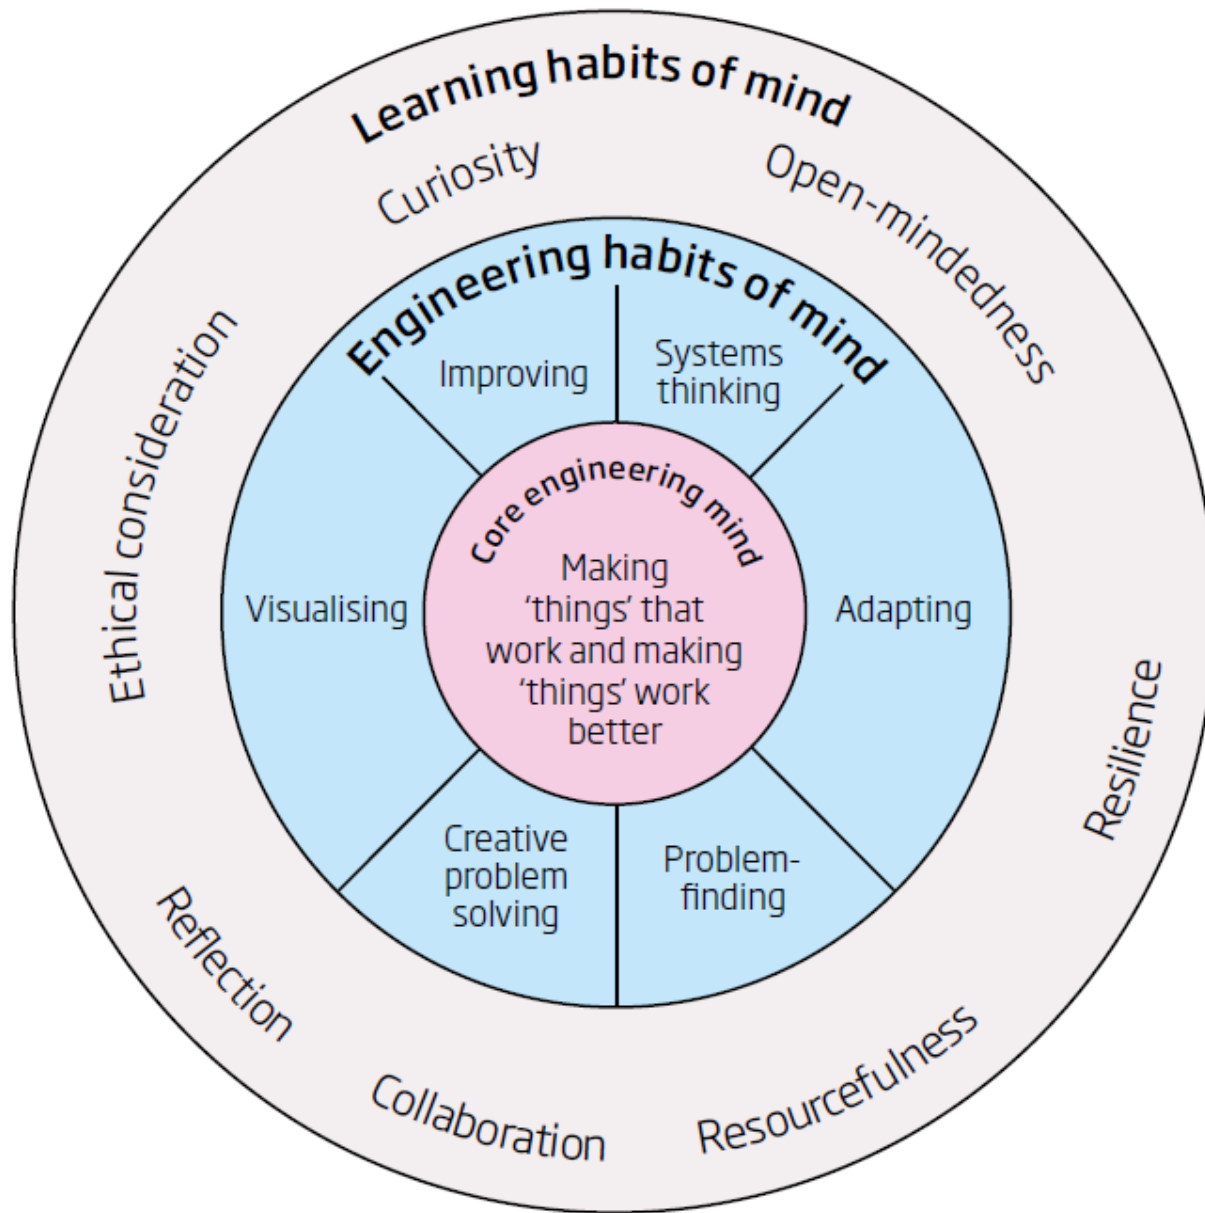 Learning habits of mind
Curiosity
Open-mindedness
Resilience
Resourcefulness
Collaboration
Reflection
Ethical consideration
Engineering habits of mind
Improving
Systems
thinking
Adapting
Problem-
finding
Creative
problem
solving
Visualising
Core engineering mind
Making
‘things’ that
work and making
‘things’ work
better